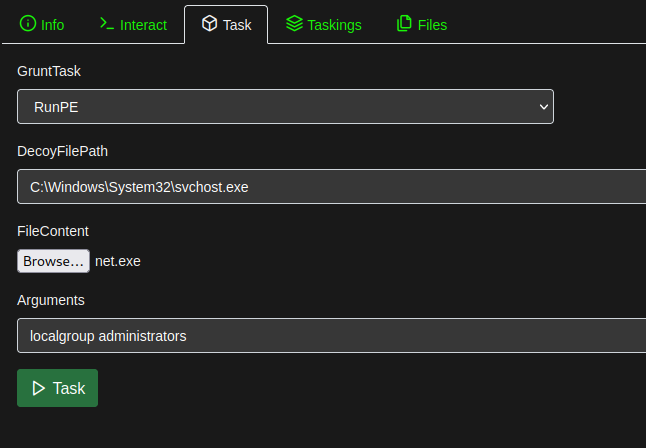 Info Interact Task Taskings Files
GruntTask
RunPE
DecoyFilePath
C:\Windows\System32\svchost.exe
FileContent
Browse... net.exe
Arguments
localgroup administrators
Task